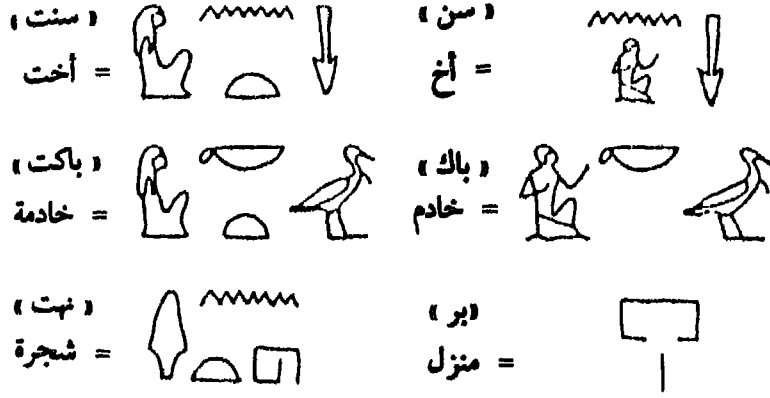 « سن »
= أخ
« سنت »
= أخت
« باك »
= خادم
« باكت »
= خادمة
« بر »
= منزل
« نهت »
= شجرة